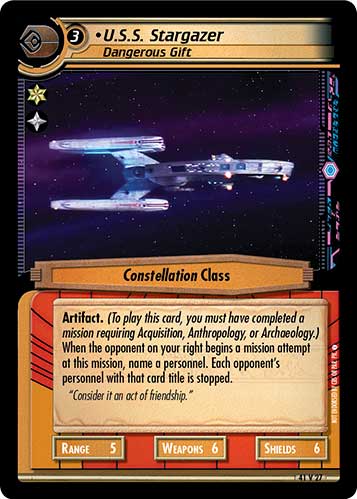 3
•U.S.S. Stargazer
Dangerous Gift
Constellation Class
Artifact. (To play this card, you must have completed a
mission requiring Acquisition, Anthropology, or Archaeology.)
When the opponent on your right begins a mission attempt
at this mission, name a personnel. Each opponent's
personnel with that card title is stopped.
"Consider it an act of friendship."
RANGE 5
WEAPONS 6
SHIELDS 6
41 V 27